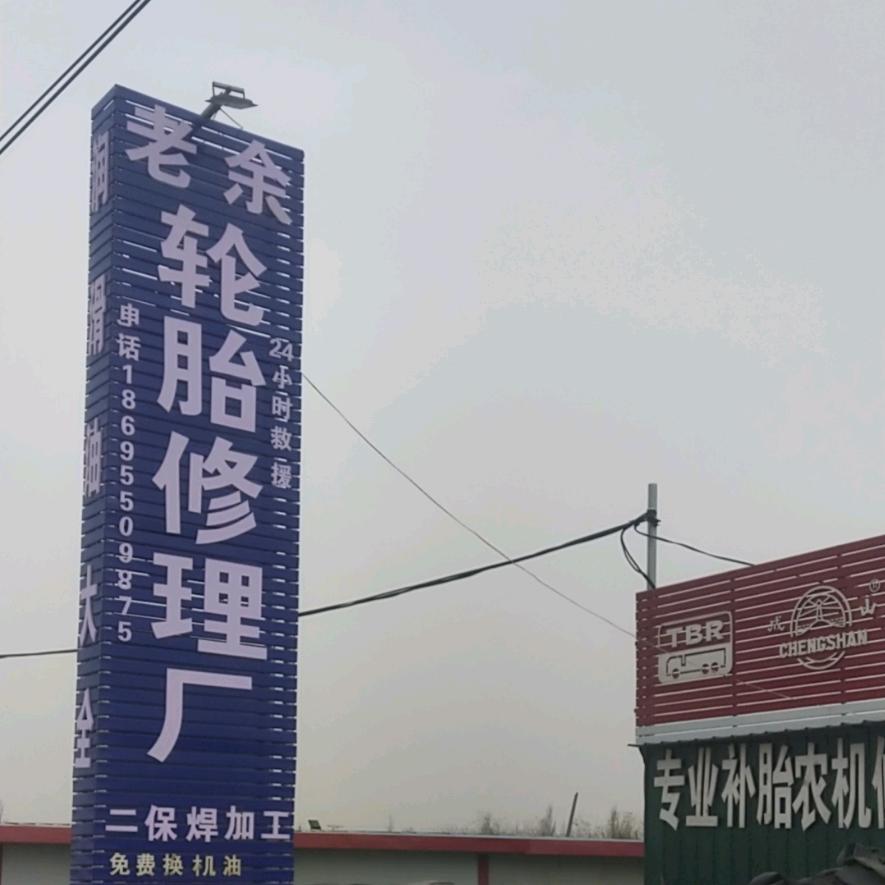 老余
轮胎修理厂
24小时救援
电话18695509875
润滑油大全
二保焊加工
免费换机油
TBR
成山
CHENGSHAN
专业补胎农机